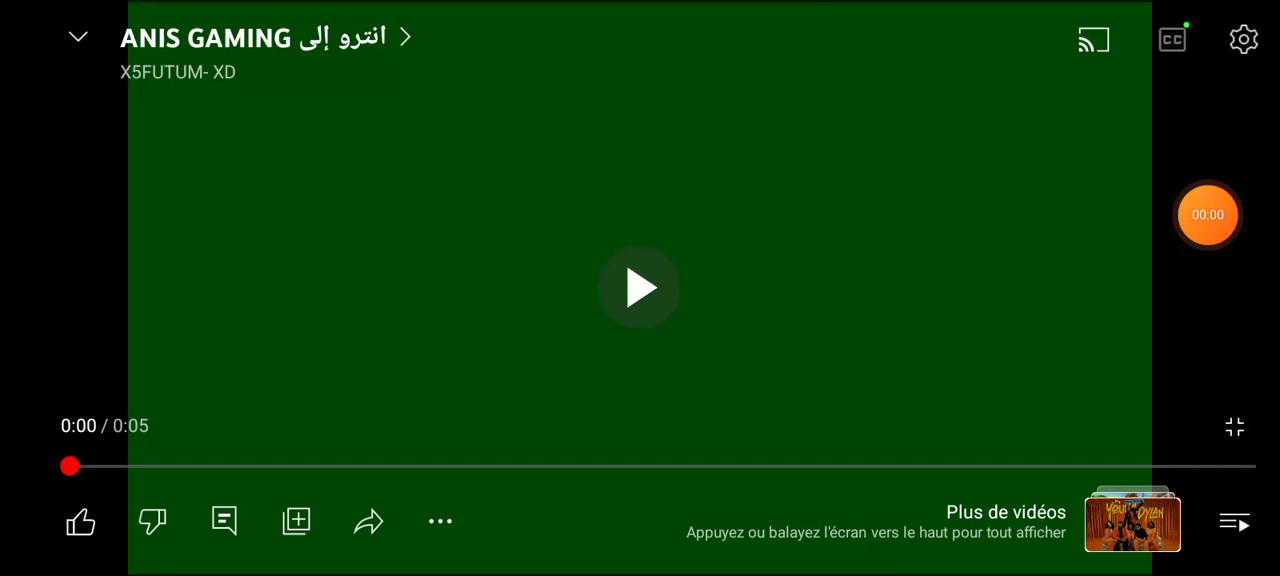 انترو إلى ANIS GAMING
X5FUTUM- XD
CC
00:00
0:00 / 0:05
Plus de vidéos
Appuyez ou balayez l'écran vers le haut pour tout afficher